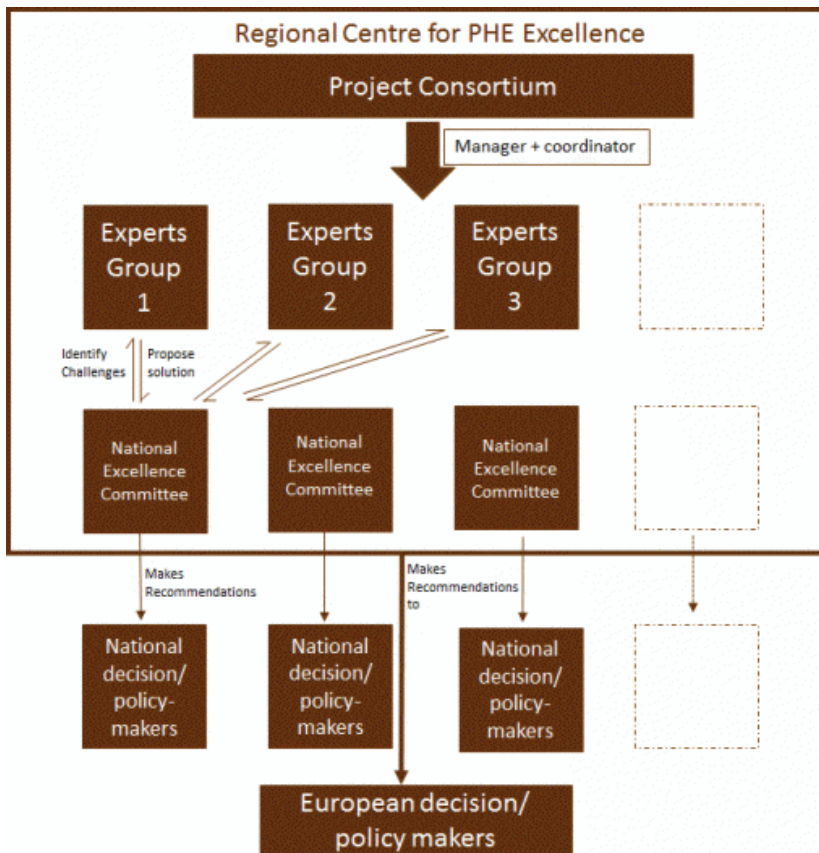 Regional Centre for PHE Excellence
Project Consortium
Manager + coordinator
Experts
Group
1
Experts
Group
2
Experts
Group
3
Identify
Challenges
Propose
solution
National
Excellence
Committee
National
Excellence
Committee
National
Excellence
Committee
Makes
Recommendations
Makes
Recommendations
to
National
decision/
policy-
makers
National
decision/
policy-
makers
National
decision/
policy-
makers
European decision/
policy makers